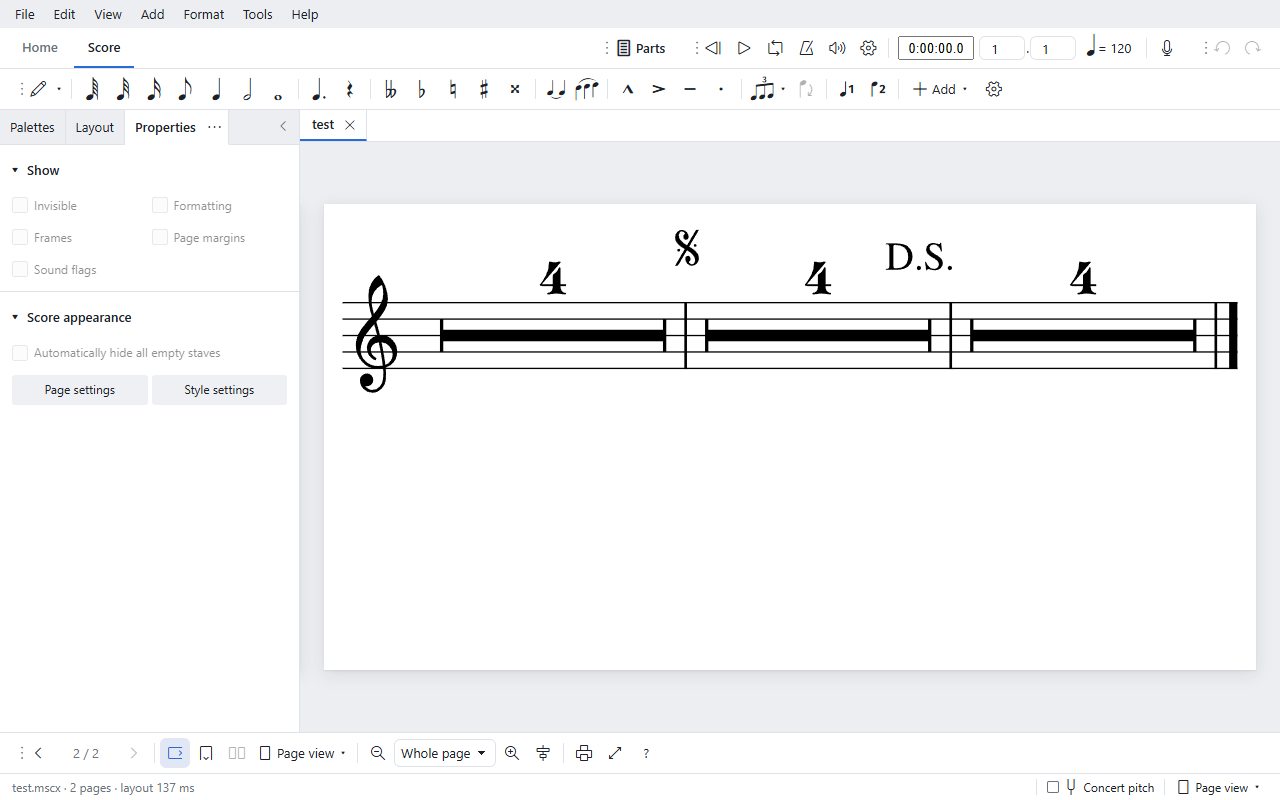 File Edit View Add Format Tools Help
Home Score Parts 0:00:00.0 1 . 1 = 120
3 1 2 Add
Palettes Layout Properties ··· test
Show
Invisible Formatting
Frames Page margins
Sound flags
Score appearance
Automatically hide all empty staves
Page settings Style settings
D.S.
4 4 4
2 / 2 Page view Whole page ?
test.mscx · 2 pages · layout 137 ms Concert pitch Page view